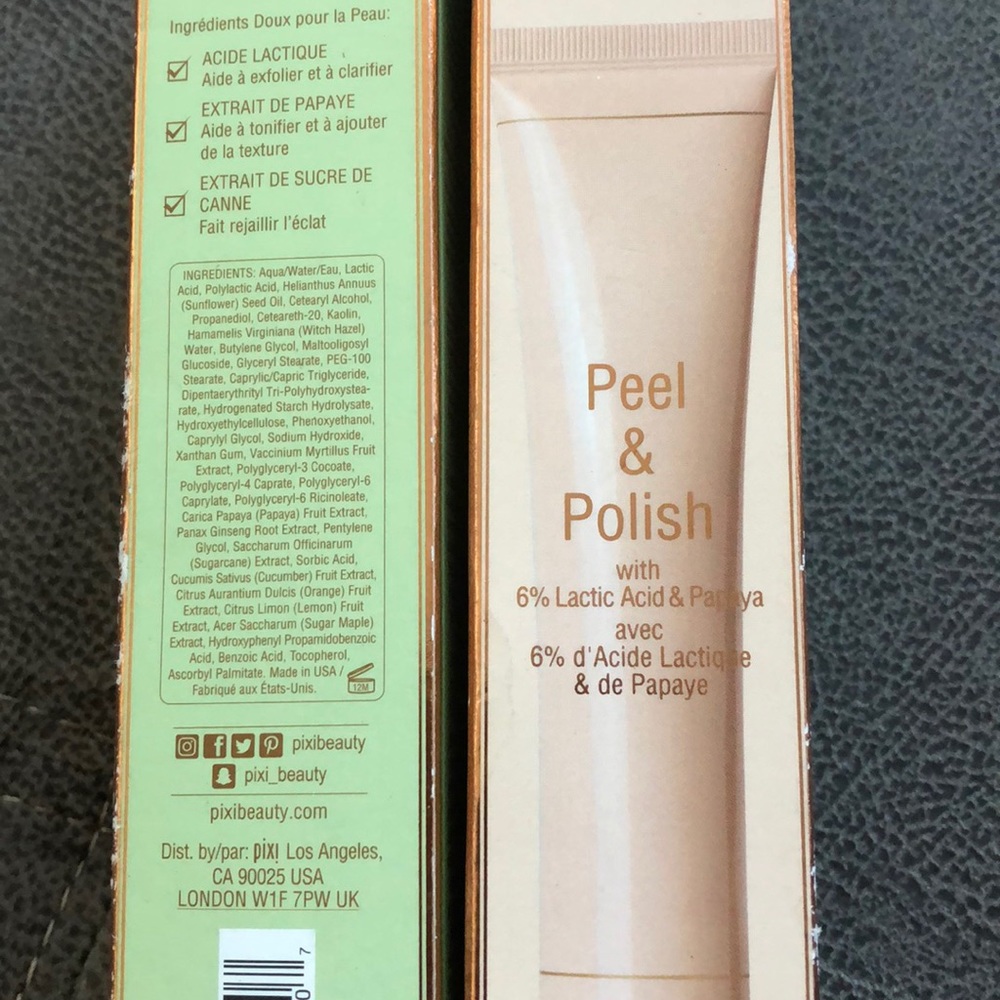 Ingrédients Doux pour la Peau:
ACIDE LACTIQUE
Aide à exfolier et à clarifier
EXTRAIT DE PAPAYE
Aide à tonifier et à ajouter
de la texture
EXTRAIT DE SUCRE DE
CANNE
Fait rejaillir l'éclat
INGREDIENTS: Aqua/Water/Eau, Lactic
Acid, Polylactic Acid, Helianthus Annuus
(Sunflower) Seed Oil, Cetearyl Alcohol,
Propanediol, Ceteareth-20, Kaolin,
Hamamelis Virginiana (Witch Hazel)
Water, Butylene Glycol, Maltooligosyl
Glucoside, Glyceryl Stearate, PEG-100
Stearate, Caprylic/Capric Triglyceride,
Dipentaerythrityl Tri-Polyhydroxystea-
rate, Hydrogenated Starch Hydrolysate,
Hydroxyethylcellulose, Phenoxyethanol,
Caprylyl Glycol, Sodium Hydroxide,
Xanthan Gum, Vaccinium Myrtillus Fruit
Extract, Polyglyceryl-3 Cocoate,
Polyglyceryl-4 Caprate, Polyglyceryl-6
Caprylate, Polyglyceryl-6 Ricinoleate,
Carica Papaya (Papaya) Fruit Extract,
Panax Ginseng Root Extract, Pentylene
Glycol, Saccharum Officinarum
(Sugarcane) Extract, Sorbic Acid,
Cucumis Sativus (Cucumber) Fruit Extract,
Citrus Aurantium Dulcis (Orange) Fruit
Extract, Citrus Limon (Lemon) Fruit
Extract, Acer Saccharum (Sugar Maple)
Extract, Hydroxyphenyl Propamidobenzoic
Acid, Benzoic Acid, Tocopherol,
Ascorbyl Palmitate. Made in USA /
Fabriqué aux États-Unis.
12M
pixibeauty
pixi_beauty
pixibeauty.com
Dist. by/par: pixi Los Angeles,
CA 90025 USA
LONDON W1F 7PW UK
0 7
Peel
&
Polish
with
6% Lactic Acid & Papaya
avec
6% d'Acide Lactique
& de Papaye